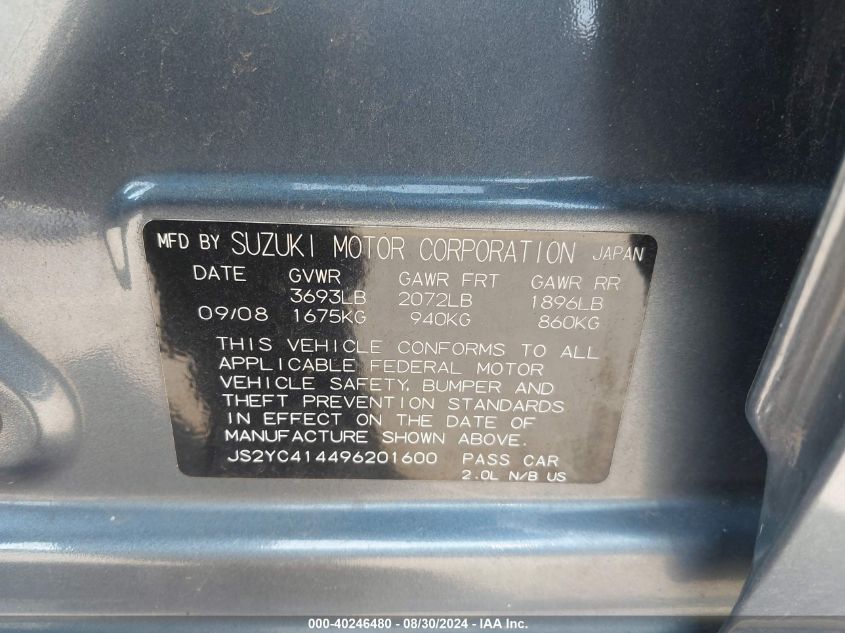 MFD BY SUZUKI MOTOR CORPORATION JAPAN
DATE GVWR GAWR FRT GAWR RR
3693LB 2072LB 1896LB
09/08 1675KG 940KG 860KG
THIS VEHICLE CONFORMS TO ALL
APPLICABLE FEDERAL MOTOR
VEHICLE SAFETY, BUMPER AND
THEFT PREVENTION STANDARDS
IN EFFECT ON THE DATE OF
MANUFACTURE SHOWN ABOVE.
JS2YC414496201600 PASS CAR
2.0L N/B US
000-40246480 - 08/30/2024 - IAA Inc.